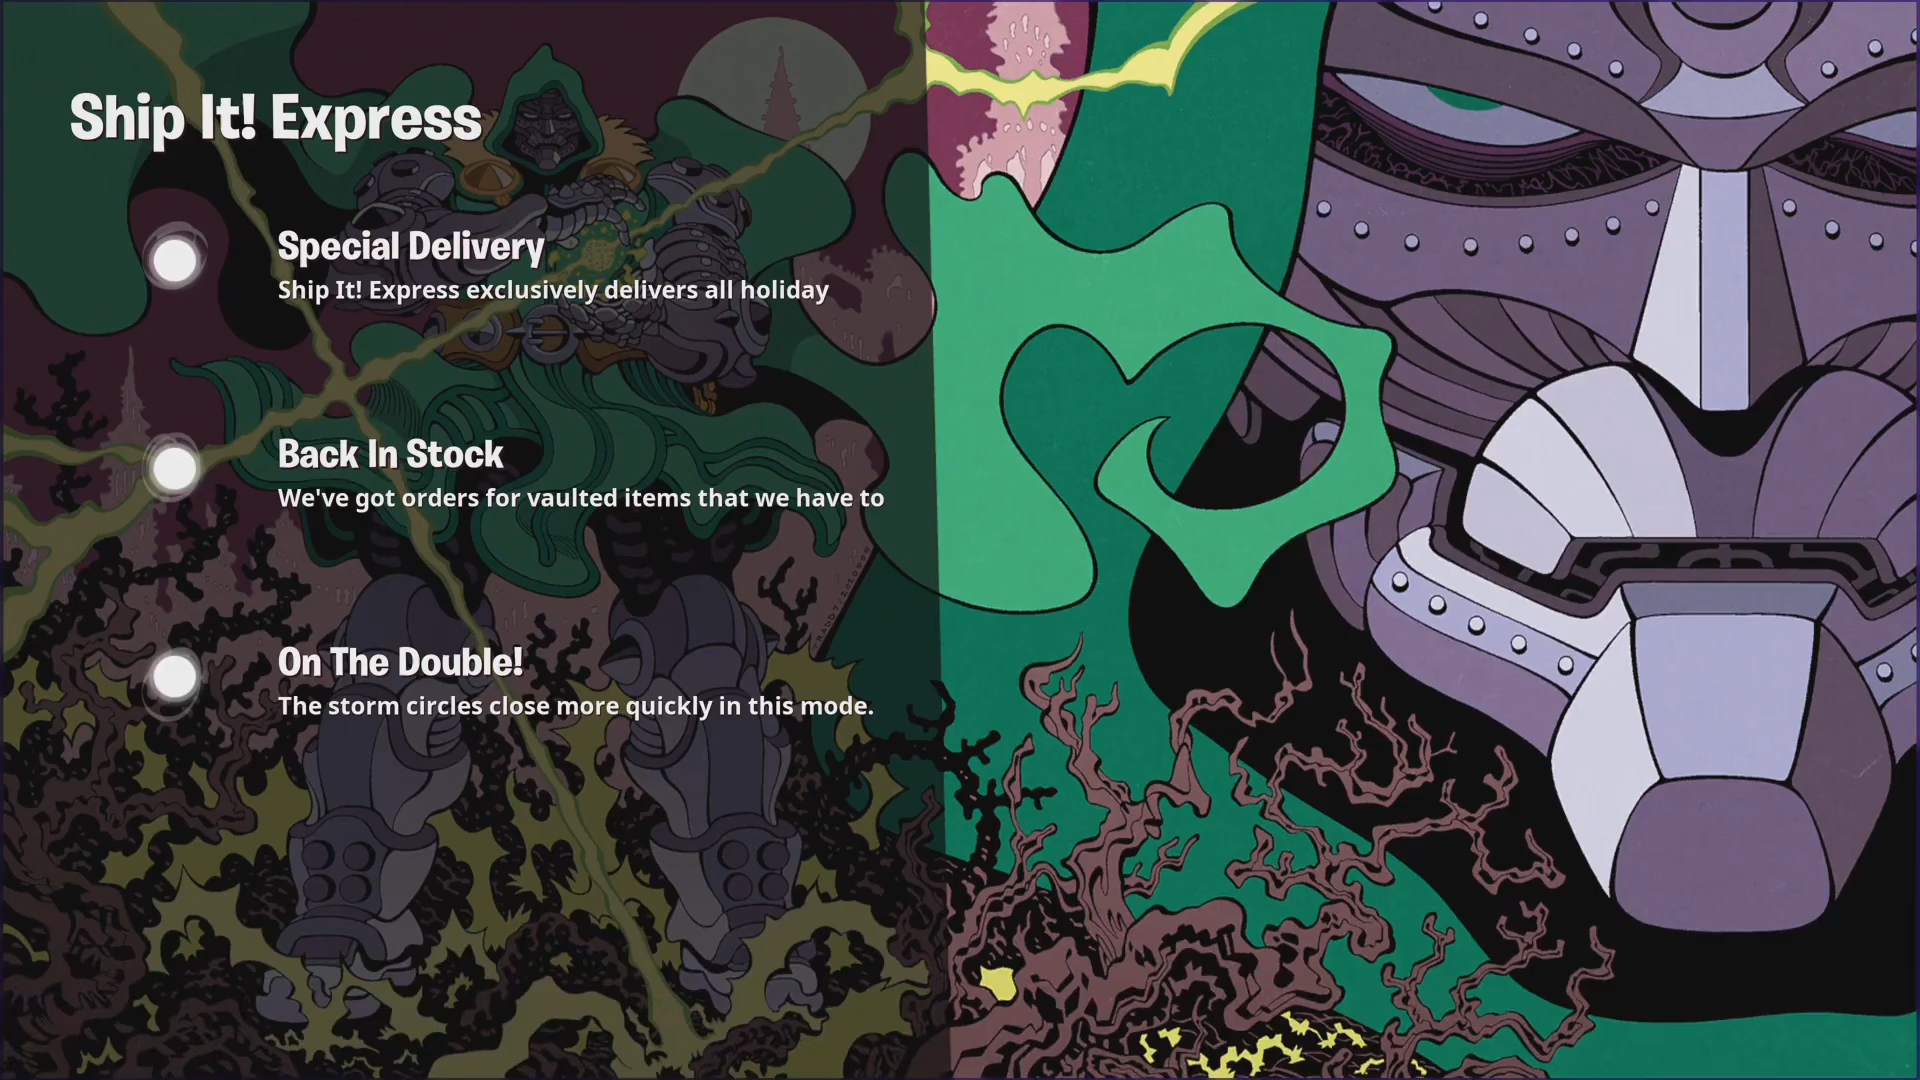 Ship It! Express
Special Delivery
Ship It! Express exclusively delivers all holiday
Back In Stock
We've got orders for vaulted items that we have to
On The Double!
The storm circles close more quickly in this mode.